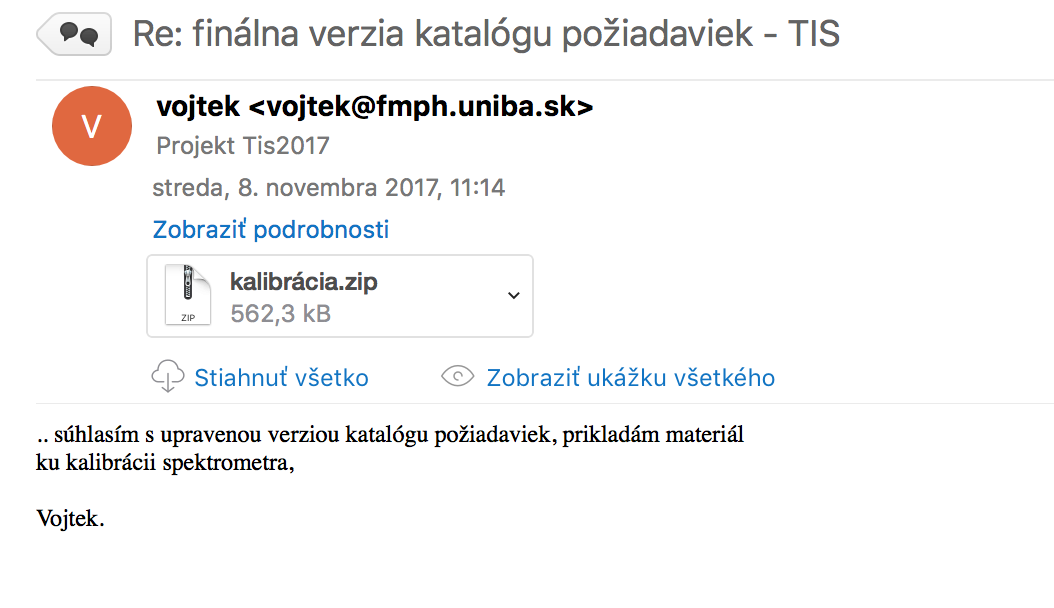 Re: finálna verzia katalógu požiadaviek - TIS
V
vojtek <vojtek@fmph.uniba.sk>
Projekt Tis2017
streda, 8. novembra 2017, 11:14
Zobraziť podrobnosti
kalibrácia.zip
ZIP
562,3 kB
Stiahnuť všetko
Zobraziť ukážku všetkého
.. súhlasím s upravenou verziou katalógu požiadaviek, prikladám materiál
ku kalibrácii spektrometra,
Vojtek.